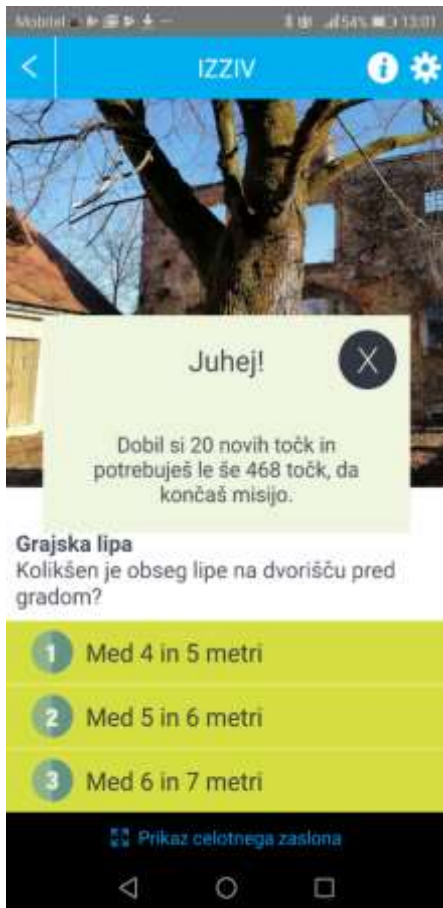 Mobitel
54% 13:01
IZZIV
Juhej!
X
Dobil si 20 novih točk in
potrebuješ le še 468 točk, da
končaš misijo.
Grajska lipa
Kolikšen je obseg lipe na dvorišču pred
gradom?
1 Med 4 in 5 metri
2 Med 5 in 6 metri
3 Med 6 in 7 metri
Prikaz celotnega zaslona